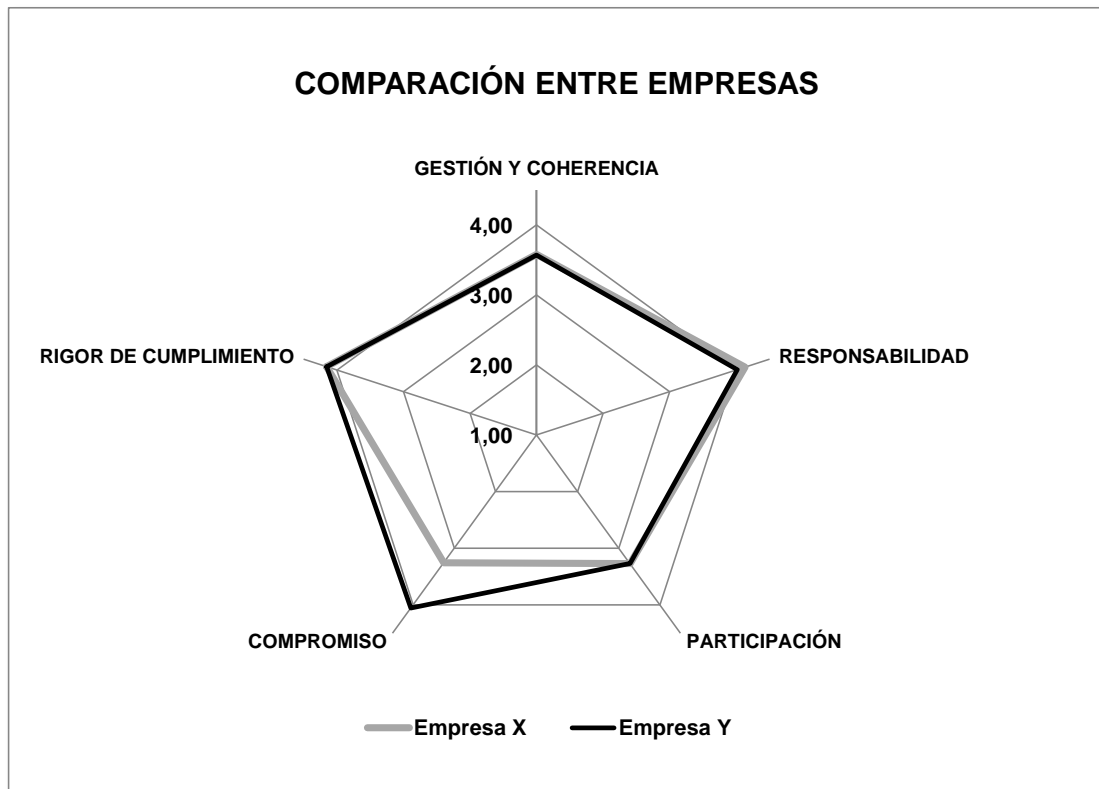 COMPARACIÓN ENTRE EMPRESAS
GESTIÓN Y COHERENCIA
4,00
3,00
RIGOR DE CUMPLIMIENTO
RESPONSABILIDAD
2,00
1,00
COMPROMISO
PARTICIPACIÓN
Empresa X
Empresa Y